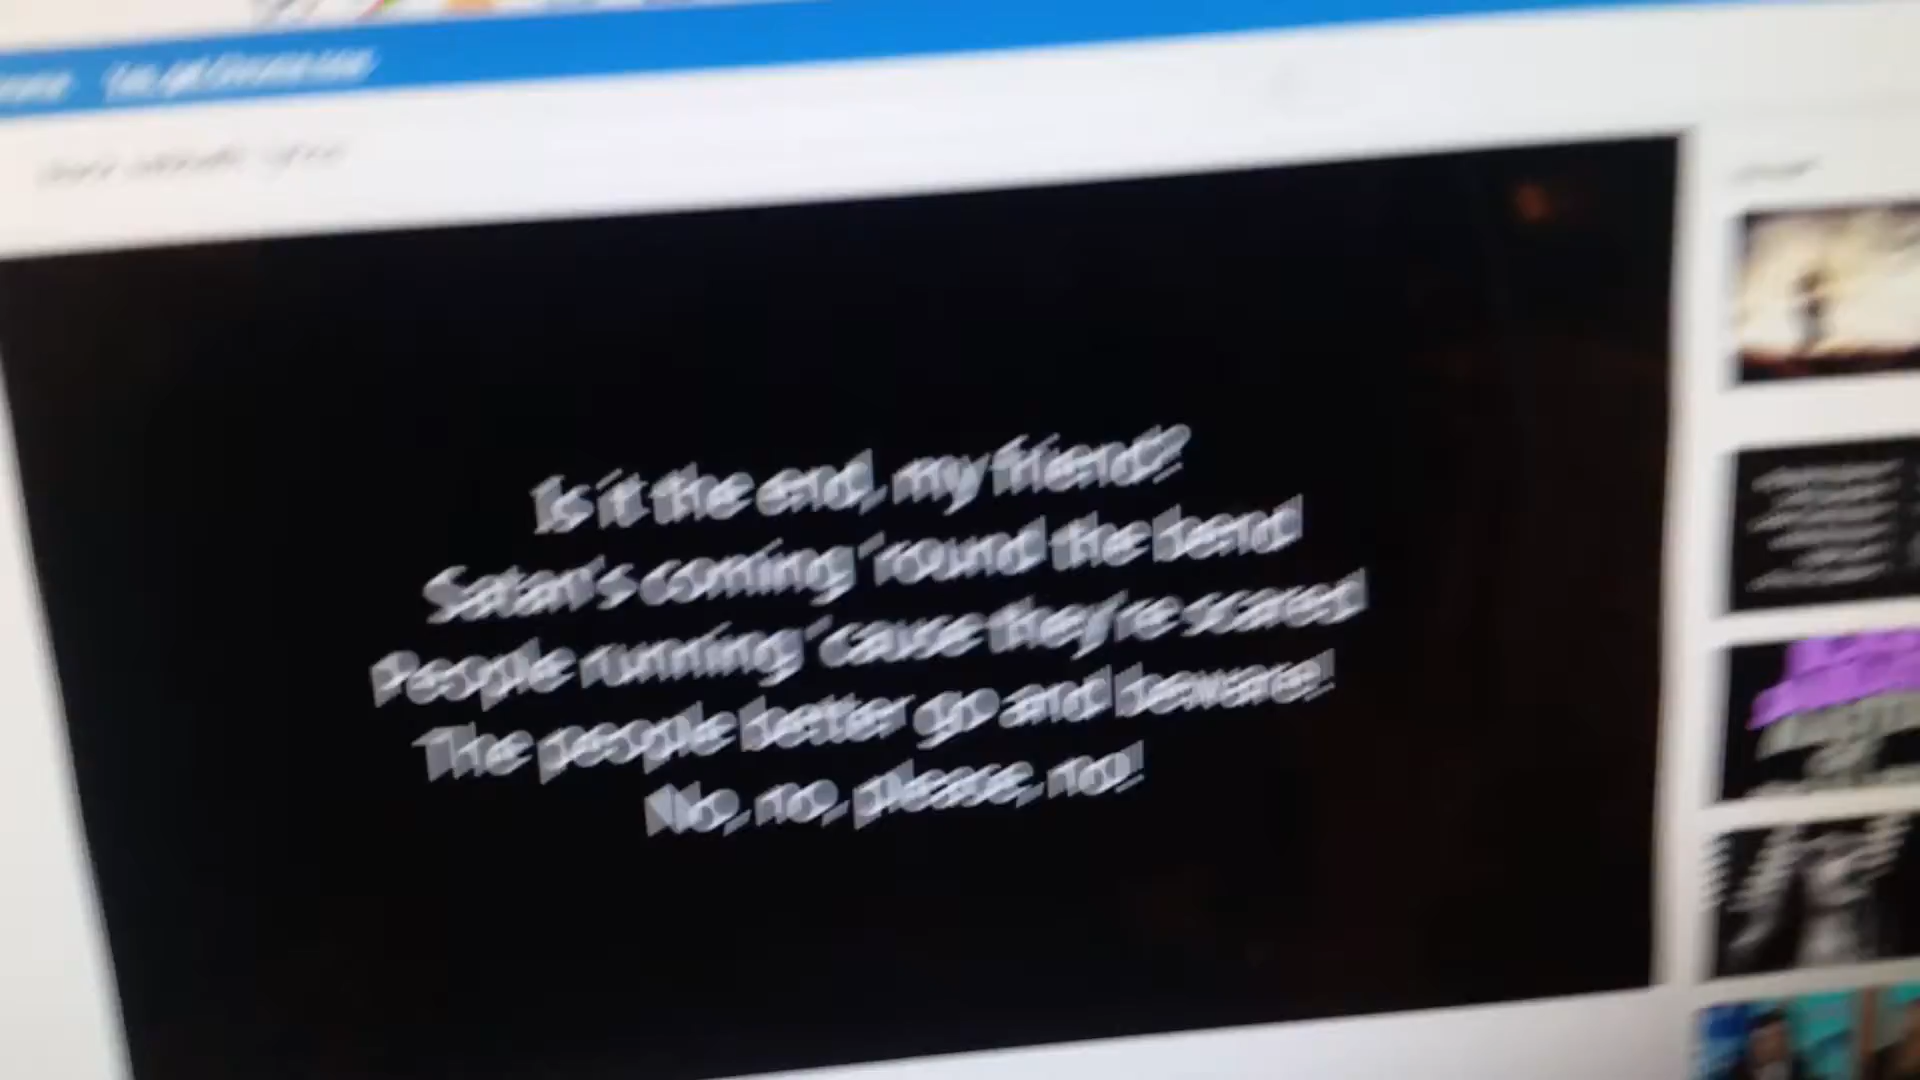 Is it the end, my friend?
Satan's coming 'round the bend
People running 'cause they're scared
The people better go and beware!
No, no, please, no!